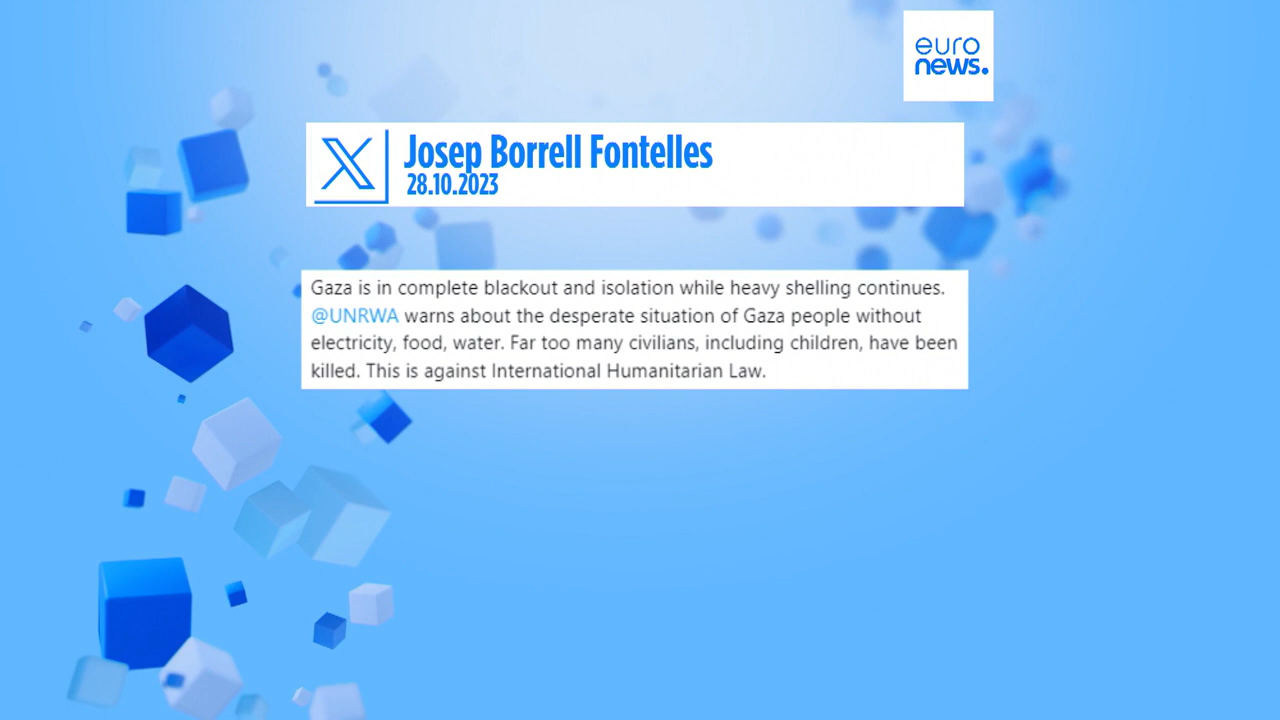 euro
news.
Josep Borrell Fontelles
28.10.2023
Gaza is in complete blackout and isolation while heavy shelling continues.
@UNRWA warns about the desperate situation of Gaza people without
electricity, food, water. Far too many civilians, including children, have been
killed. This is against International Humanitarian Law.